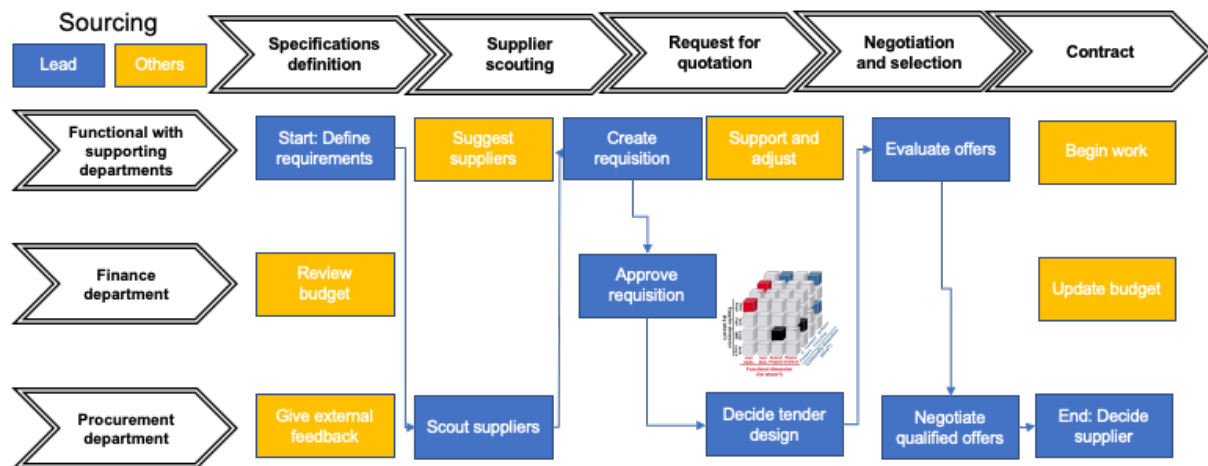 Sourcing
Lead
Others
Specifications
definition
Supplier
scouting
Request for
quotation
Negotiation
and selection
Contract
Functional with
supporting
departments
Start: Define
requirements
Suggest
suppliers
Create
requisition
Support and
adjust
Evaluate offers
Begin work
Finance
department
Review
budget
Approve
requisition
Update budget
Functional dimension
Procurement
department
Give external
feedback
Scout suppliers
Decide tender
design
Negotiate
qualified offers
End: Decide
supplier